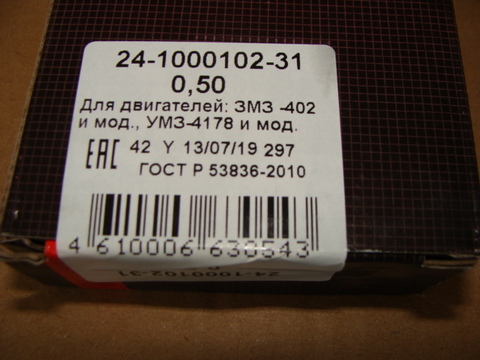 24-1000102-31
0,50
Для двигателей: ЗМЗ -402
и мод., УМЗ-4178 и мод.
EAC 42 Y 13/07/19 297
ГОСТ Р 53836-2010
4 610006 630543
24-1000102-31